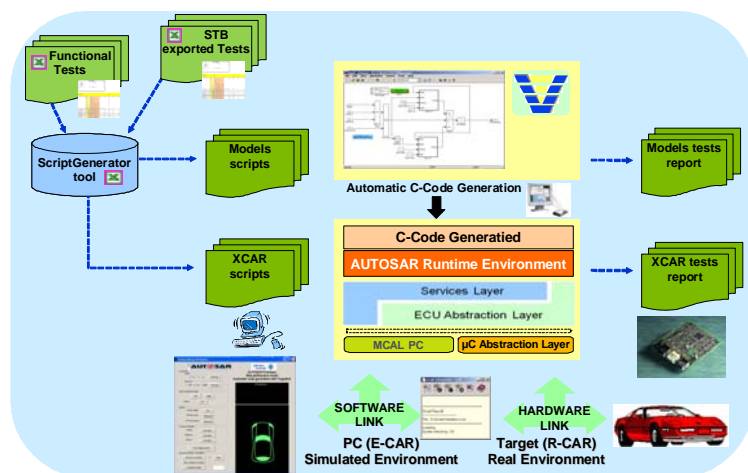 Functional
Tests
STB
exported Tests
ScriptGenerator
tool
Models
scripts
Automatic C-Code Generation
Models tests
report
C-Code Generatied
AUTOSAR Runtime Environment
Services Layer
ECU Abstraction Layer
MCAL PC
µC Abstraction Layer
XCAR
scripts
XCAR tests
report
AUTOSAR
SOFTWARE
LINK
HARDWARE
LINK
PC (E-CAR)
Simulated Environment
Target (R-CAR)
Real Environment